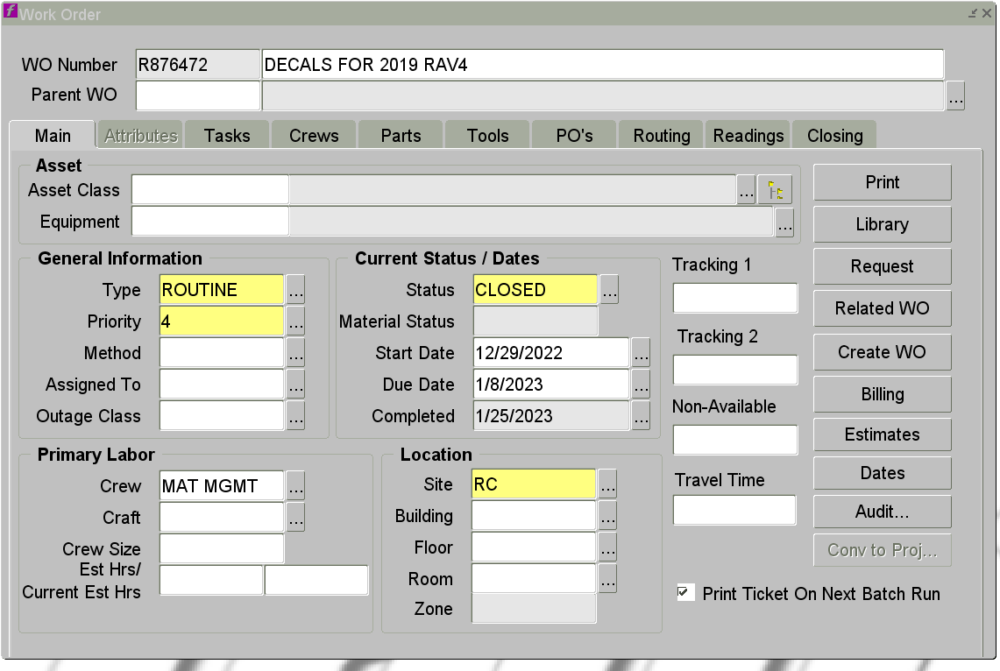 Work Order
WO Number R876472 DECALS FOR 2019 RAV4
Parent WO ...
Main Attributes Tasks Crews Parts Tools PO's Routing Readings Closing
Asset
Asset Class ...
Equipment ...
Print
Library
Request
Related WO
Create WO
Billing
Estimates
Dates
Audit...
Conv to Proj...
General Information
Type ROUTINE ...
Priority 4 ...
Method ...
Assigned To ...
Outage Class ...
Current Status / Dates
Status CLOSED ...
Material Status
Start Date 12/29/2022 ...
Due Date 1/8/2023 ...
Completed 1/25/2023 ...
Tracking 1
Tracking 2
Non-Available
Travel Time
Primary Labor
Crew MAT MGMT ...
Craft ...
Crew Size
Est Hrs/
Current Est Hrs
Location
Site RC ...
Building ...
Floor ...
Room ...
Zone
Print Ticket On Next Batch Run